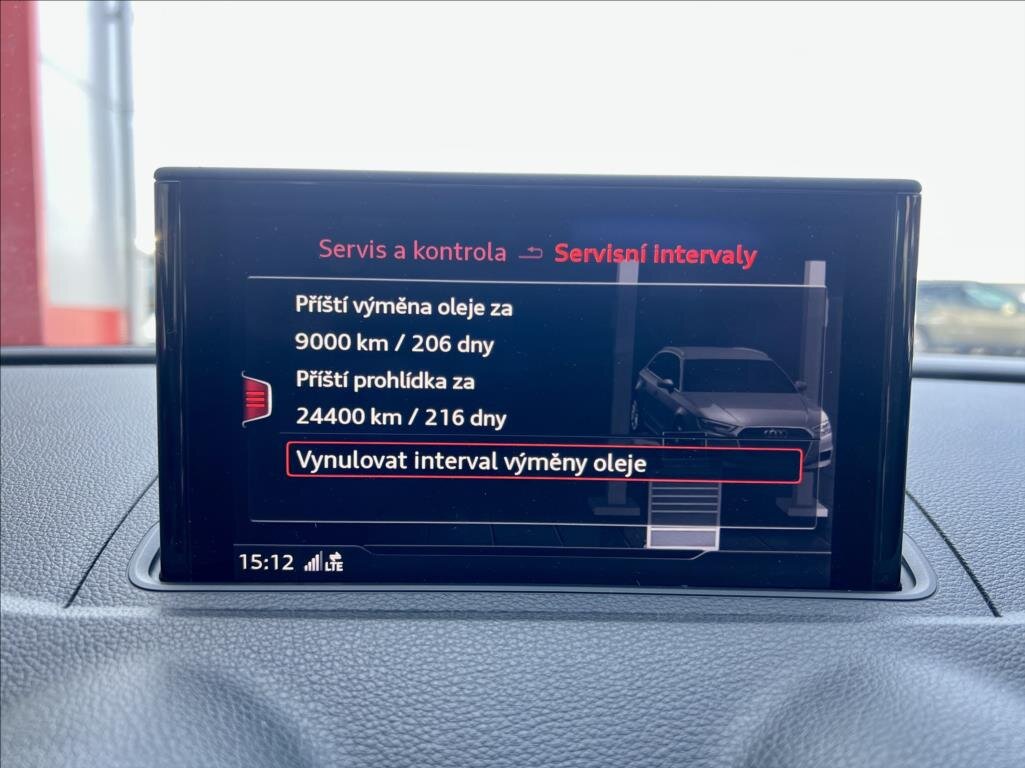 Servis a kontrola Servisní intervaly
Příští výměna oleje za
9000 km / 206 dny
Příští prohlídka za
24400 km / 216 dny
Vynulovat interval výměny oleje
15:12 LTE